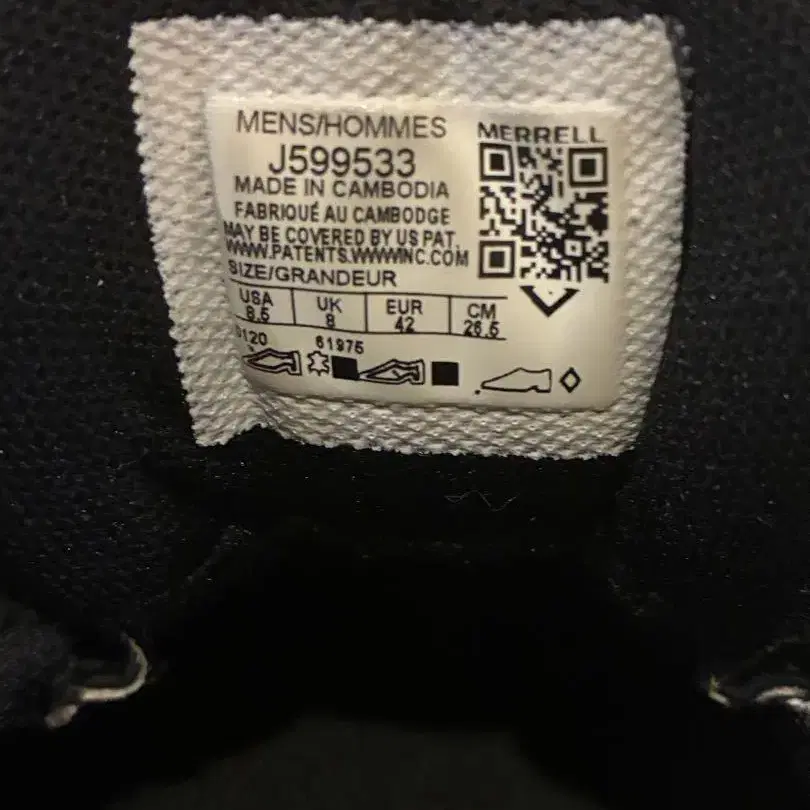 MENS/HOMMES
MERRELL
J599533
MADE IN CAMBODIA
FABRIQUÉ AU CAMBODGE
MAY BE COVERED BY US PAT.
WWW.PATENTS.WWWINC.COM
SIZE/GRANDEUR
USA UK EUR CM
8.5 8 42 26.5
0120 61975